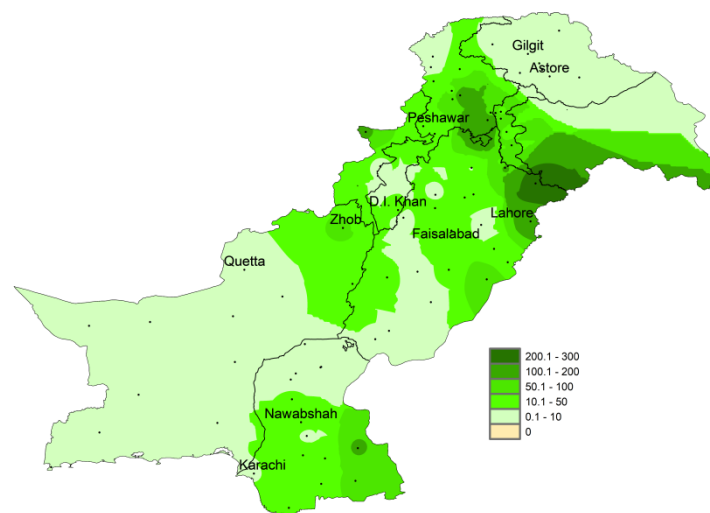 Gilgit
Astore
Peshawar
D.I. Khan
Zhob
Lahore
Faisalabad
Quetta
200.1 - 300
100.1 - 200
50.1 - 100
10.1 - 50
0.1 - 10
0
Nawabshah
Karachi